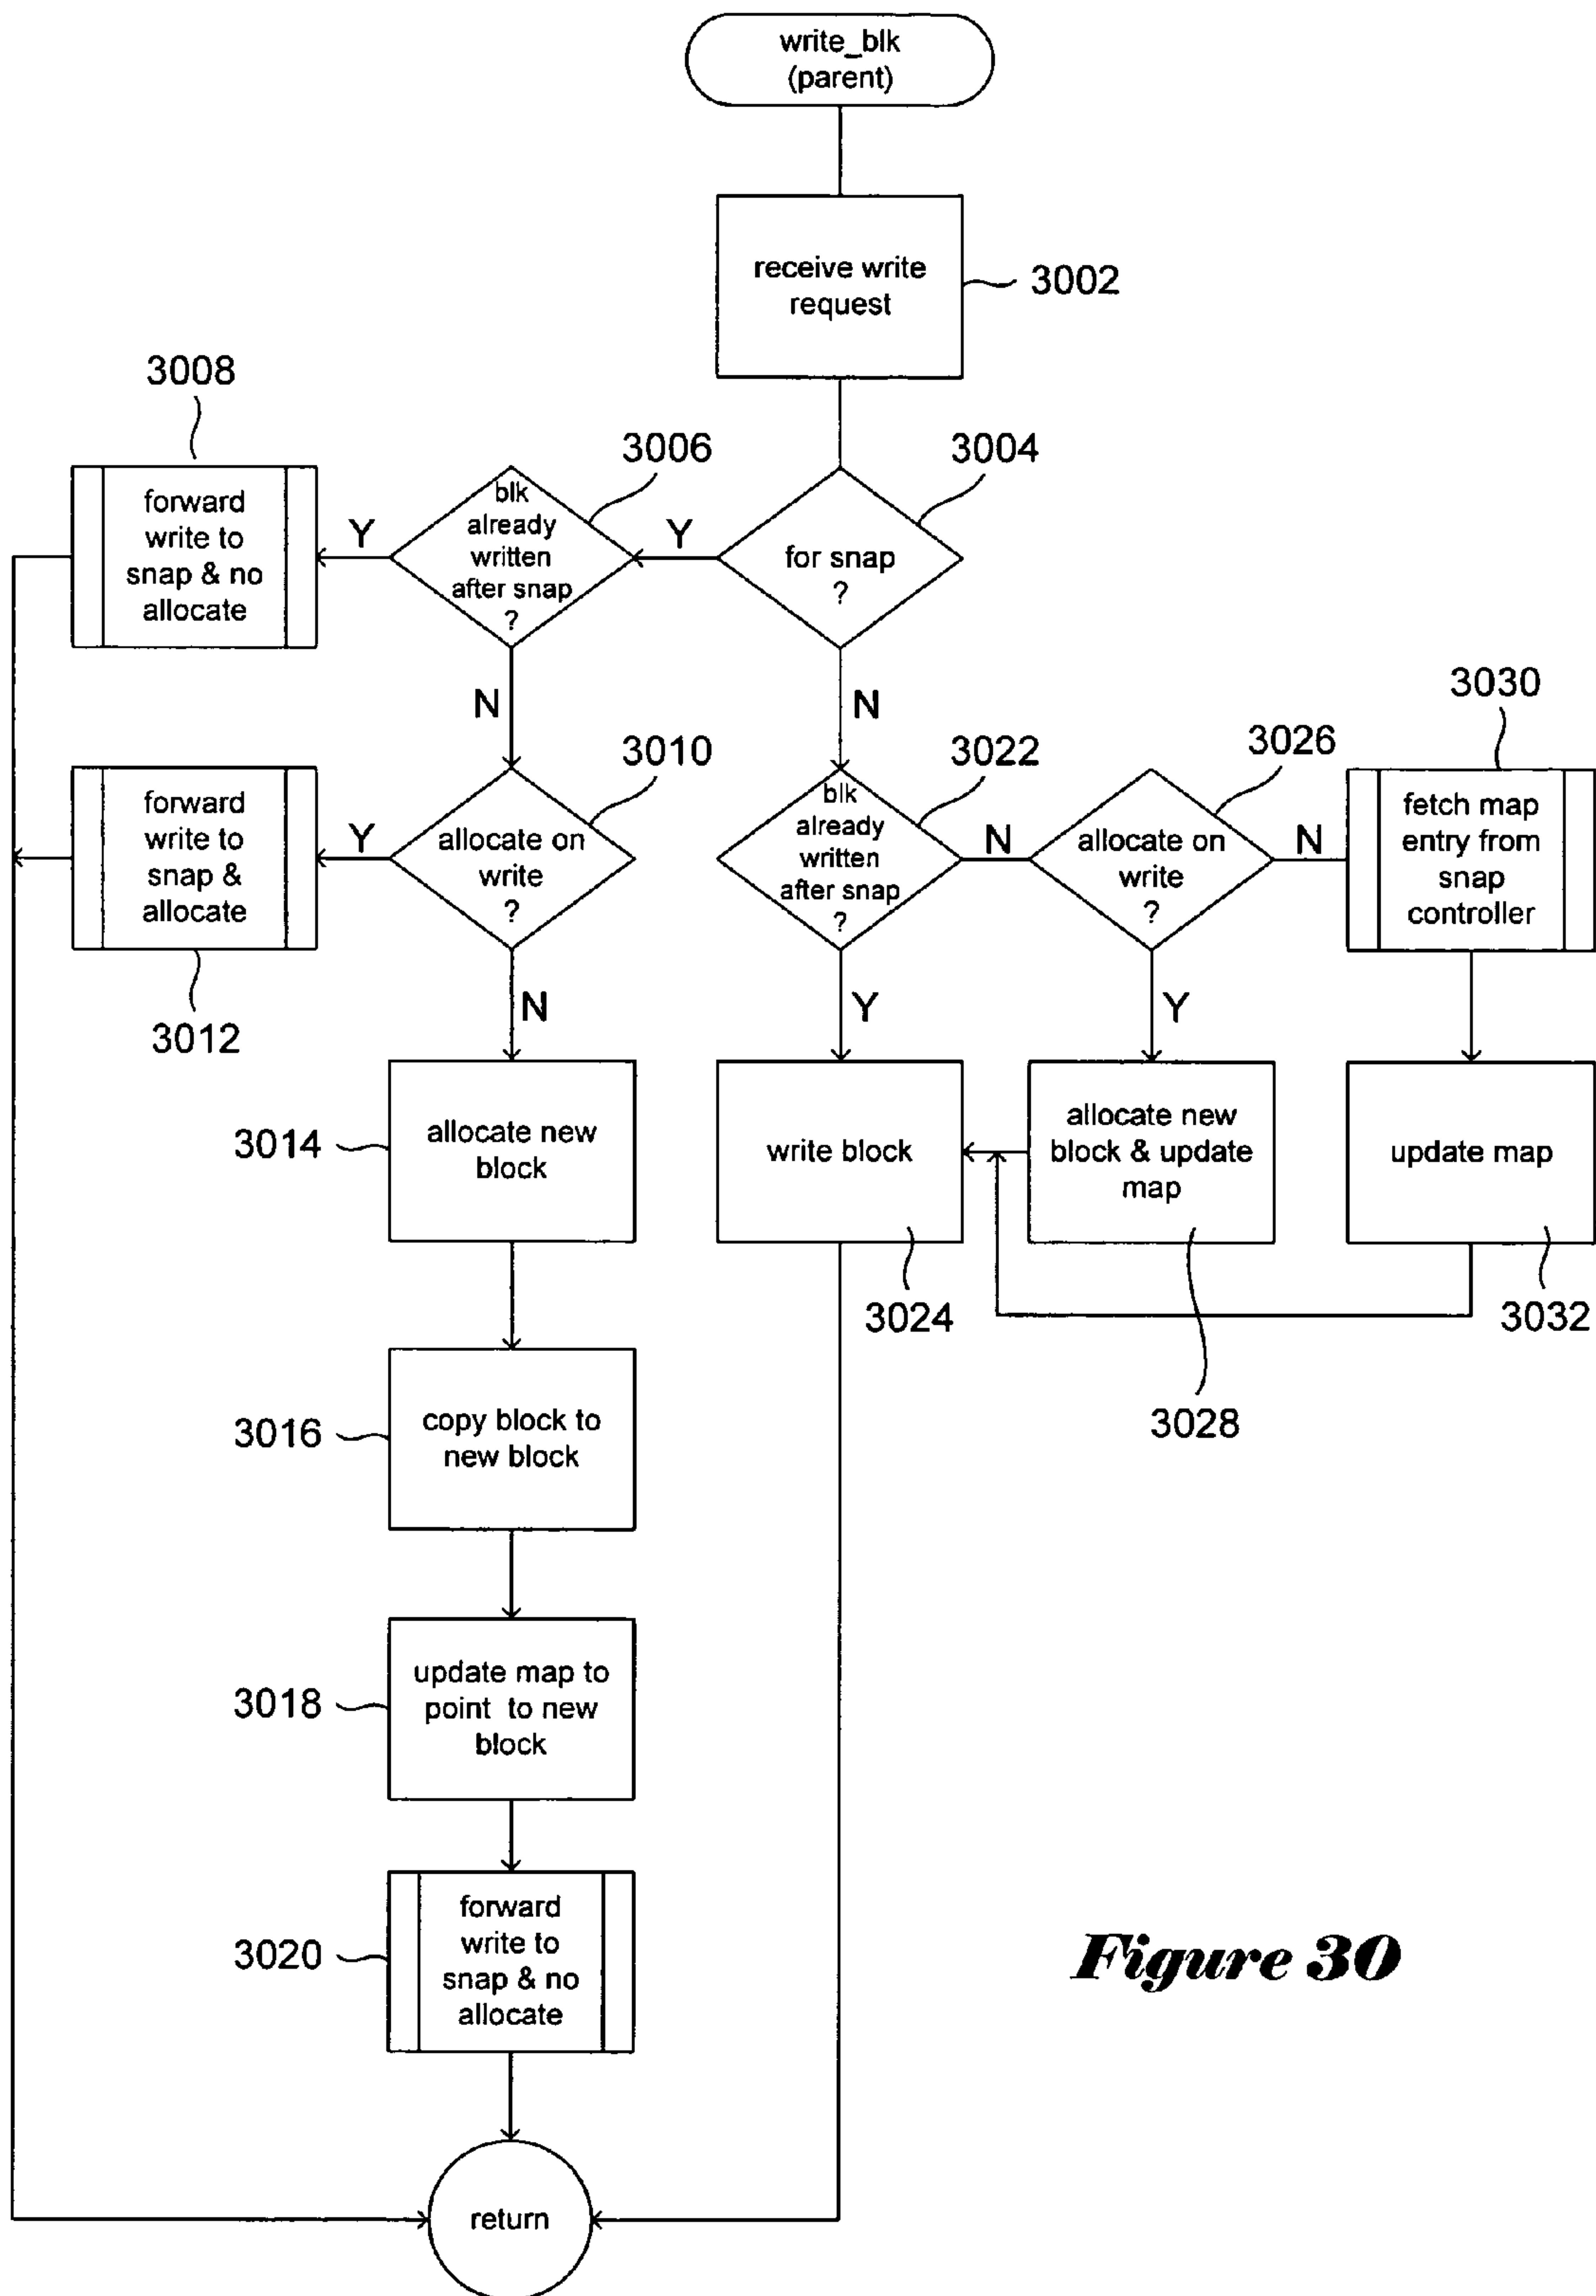 write_blk
(parent)
receive write
request
3002
3008
forward
write to
snap & no
allocate
Y
3006
blk
already
written
after snap
?
Y
3004
for snap
?
N
N
3012
forward
write to
snap &
allocate
Y
3010
allocate on
write
?
3022
blk
already
written
after snap
?
N
3026
allocate on
write
?
N
3030
fetch map
entry from
snap
controller
N
Y
Y
3014
allocate new
block
write block
3024
allocate new
block & update
map
3028
update map
3032
3016
copy block to
new block
3018
update map to
point to new
block
3020
forward
write to
snap & no
allocate
return
Figure 30